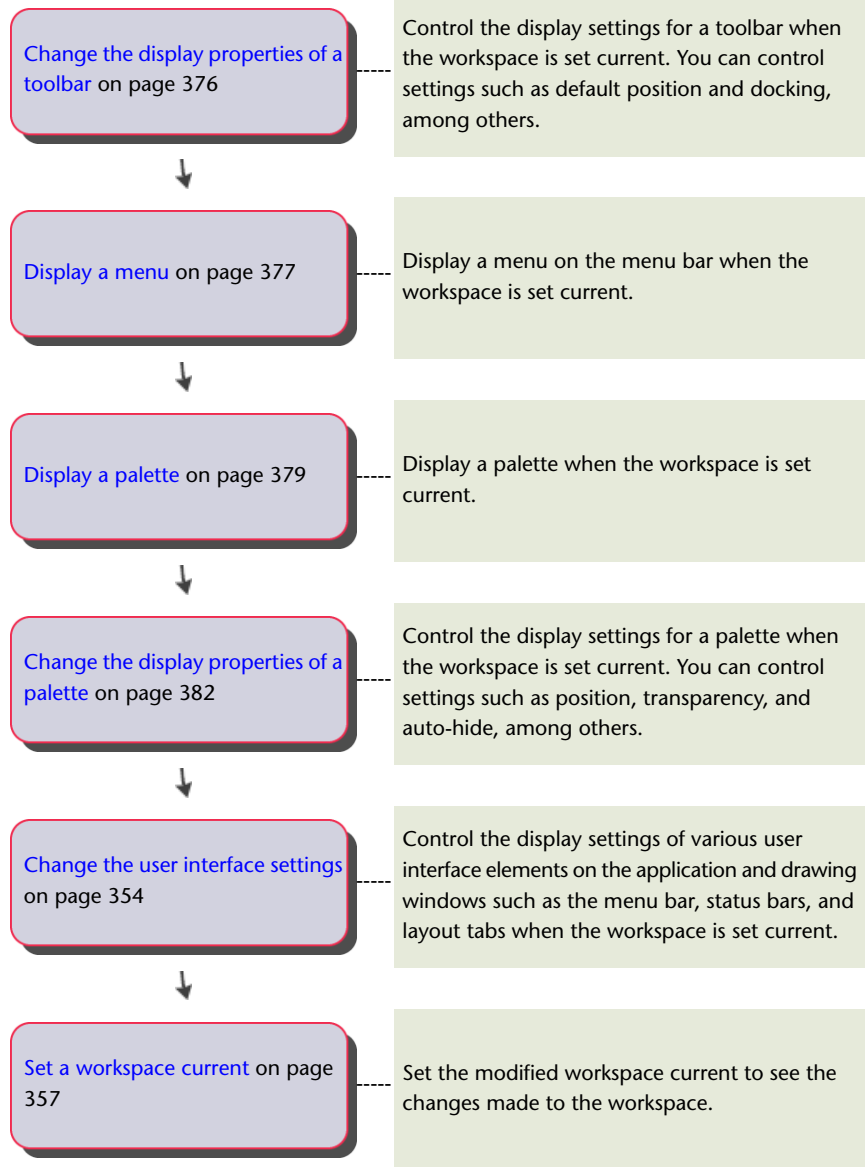 Change the display properties of a
toolbar on page 376
Control the display settings for a toolbar when
the workspace is set current. You can control
settings such as default position and docking,
among others.
Display a menu on page 377
Display a menu on the menu bar when the
workspace is set current.
Display a palette on page 379
Display a palette when the workspace is set
current.
Change the display properties of a
palette on page 382
Control the display settings for a palette when
the workspace is set current. You can control
settings such as position, transparency, and
auto-hide, among others.
Change the user interface settings
on page 354
Control the display settings of various user
interface elements on the application and drawing
windows such as the menu bar, status bars, and
layout tabs when the workspace is set current.
Set a workspace current on page
357
Set the modified workspace current to see the
changes made to the workspace.